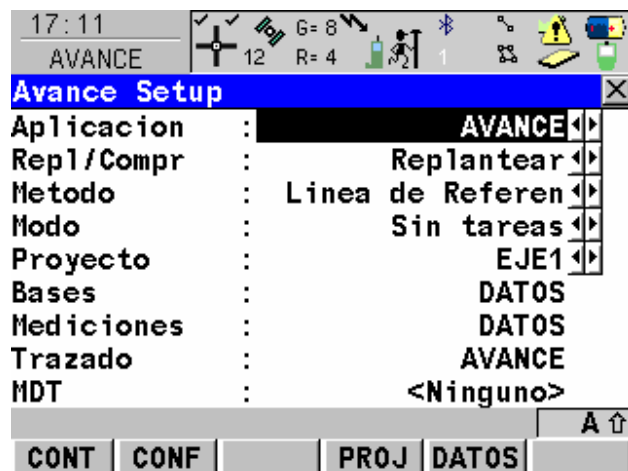 17:11
AVANCE
12
G= 8
R= 4
1
Avance Setup
Aplicacion : AVANCE
Repl/Compr : Replantear
Metodo : Linea de Referen
Modo : Sin tareas
Proyecto : EJE1
Bases : DATOS
Mediciones : DATOS
Trazado : AVANCE
MDT : <Ninguno>
A
CONT CONF PROJ DATOS